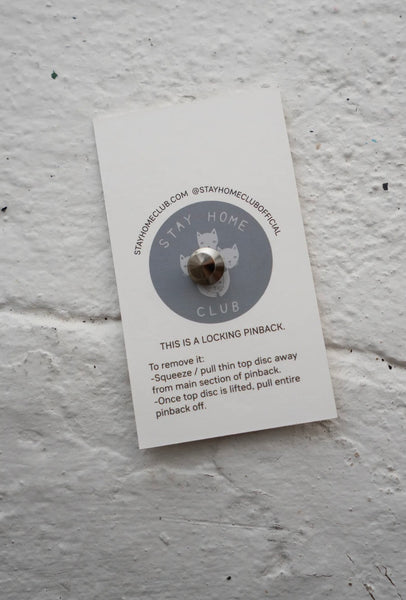 STAYHOMECLUB.COM @STAYHOMECLUBOFFICIAL
STAY HOME
CLUB
THIS IS A LOCKING PINBACK.
To remove it:
-Squeeze / pull thin top disc away
from main section of pinback.
-Once top disc is lifted, pull entire
pinback off.